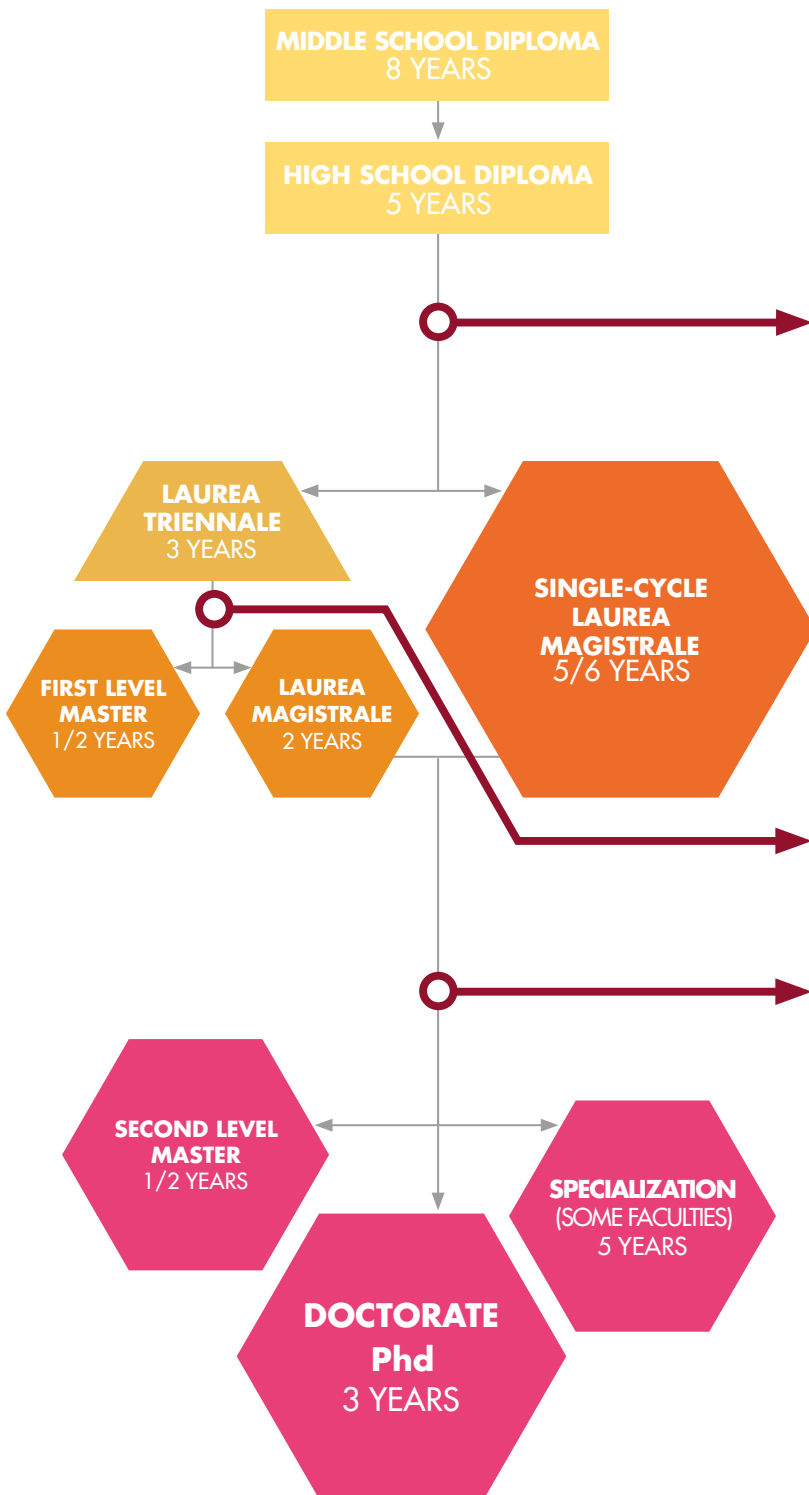 MIDDLE SCHOOL DIPLOMA
8 YEARS
HIGH SCHOOL DIPLOMA
5 YEARS
LAUREA
TRIENNALE
3 YEARS
SINGLE-CYCLE
LAUREA
MAGISTRALE
5/6 YEARS
FIRST LEVEL
MASTER
1/2 YEARS
LAUREA
MAGISTRALE
2 YEARS
SECOND LEVEL
MASTER
1/2 YEARS
SPECIALIZATION
(SOME FACULTIES)
5 YEARS
DOCTORATE
Phd
3 YEARS